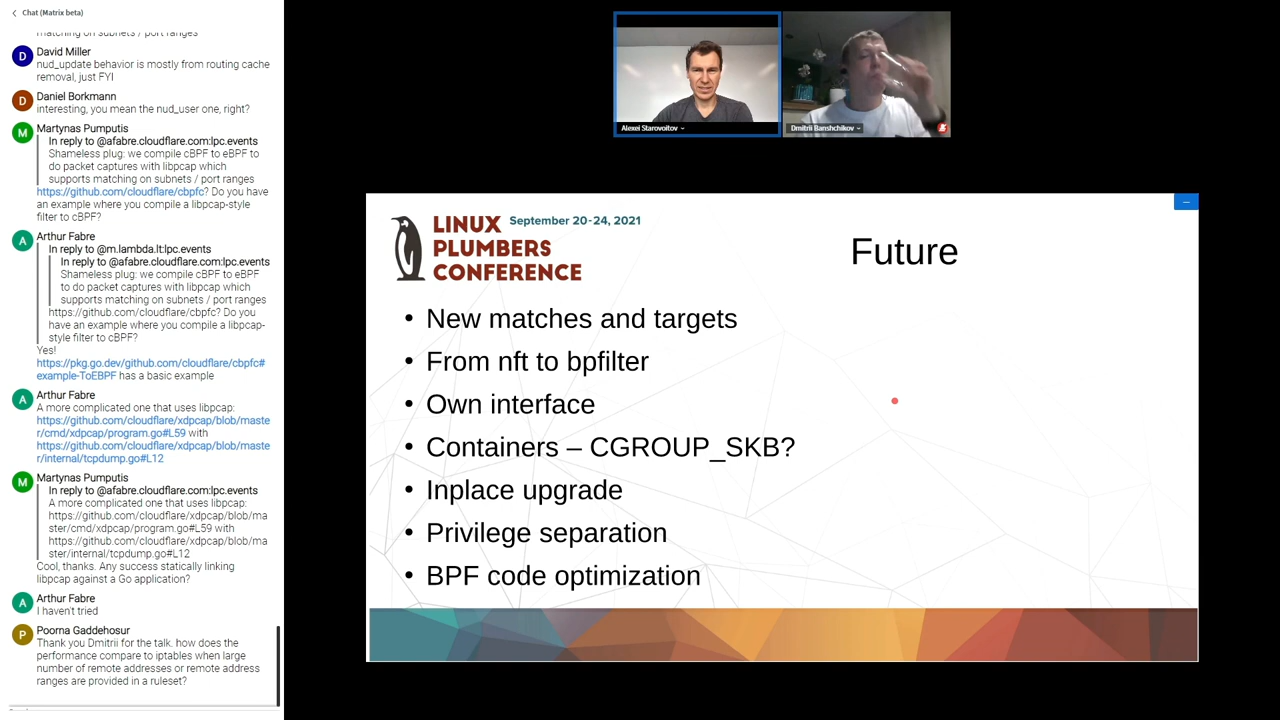 Chat (Matrix beta)
matching on subnets / port ranges
D
David Miller
nud_update behavior is mostly from routing cache
removal, just FYI
D
Daniel Borkmann
interesting, you mean the nud_user one, right?
M
Martynas Pumputis
In reply to @afabre.cloudflare.com:lpc.events
Shameless plug: we compile cBPF to eBPF to
do packet captures with libpcap which
supports matching on subnets / port ranges
https://github.com/cloudflare/cbpfc? Do you have
an example where you compile a libpcap-style
filter to cBPF?
A
Arthur Fabre
In reply to @m.lambda.lt:lpc.events
In reply to @afabre.cloudflare.com:lpc.events
Shameless plug: we compile cBPF to eBPF
to do packet captures with libpcap which
supports matching on subnets / port ranges
https://github.com/cloudflare/cbpfc? Do you
have an example where you compile a libpcap-
style filter to cBPF?
Yes!
https://pkg.go.dev/github.com/cloudflare/cbpfc#
example-ToEBPF has a basic example
A
Arthur Fabre
A more complicated one that uses libpcap:
https://github.com/cloudflare/xdpcap/blob/maste
r/cmd/xdpcap/program.go#L59 with
https://github.com/cloudflare/xdpcap/blob/maste
r/internal/tcpdump.go#L12
M
Martynas Pumputis
In reply to @afabre.cloudflare.com:lpc.events
A more complicated one that uses libpcap:
https://github.com/cloudflare/xdpcap/blob/ma
ster/cmd/xdpcap/program.go#L59 with
https://github.com/cloudflare/xdpcap/blob/ma
ster/internal/tcpdump.go#L12
Cool, thanks. Any success statically linking
libpcap against a Go application?
A
Arthur Fabre
I haven't tried
P
Poorna Gaddehosur
Thank you Dmitrii for the talk. how does the
performance compare to iptables when large
number of remote addresses or remote address
ranges are provided in a ruleset?
Alexei Starovoitov
Dmitrii Banshchikov
LINUX
September 20-24, 2021
PLUMBERS
CONFERENCE
Future
• New matches and targets
• From nft to bpfilter
• Own interface
• Containers – CGROUP_SKB?
• Inplace upgrade
• Privilege separation
• BPF code optimization